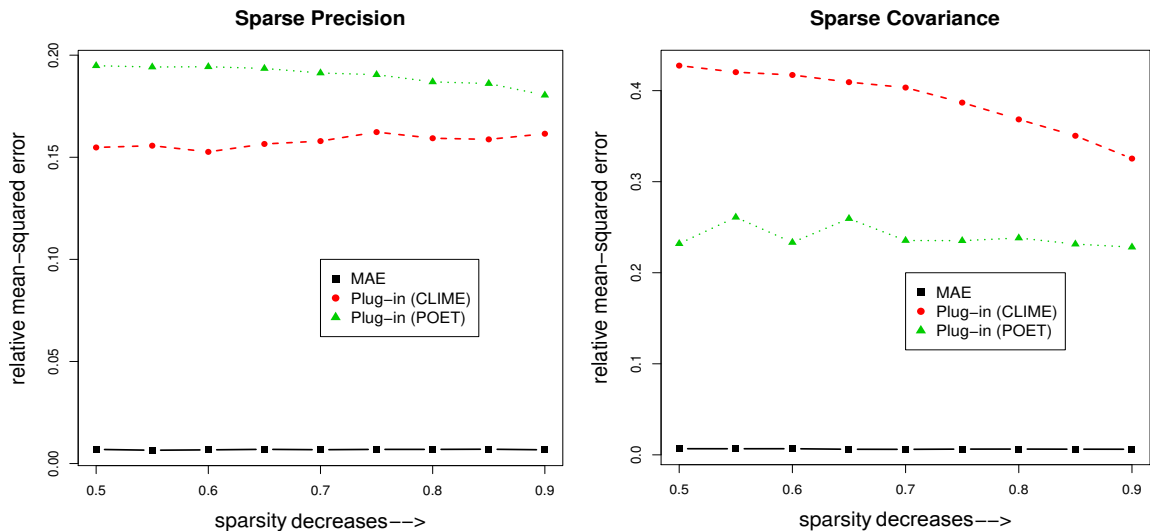 Sparse Precision
relative mean−squared error
0.20
0.15
0.10
0.05
0.00
MAE
Plug−in (CLIME)
Plug−in (POET)
0.5 0.6 0.7 0.8 0.9
sparsity decreases−−>
Sparse Covariance
relative mean−squared error
0.4
0.3
0.2
0.1
0.0
MAE
Plug−in (CLIME)
Plug−in (POET)
0.5 0.6 0.7 0.8 0.9
sparsity decreases−−>